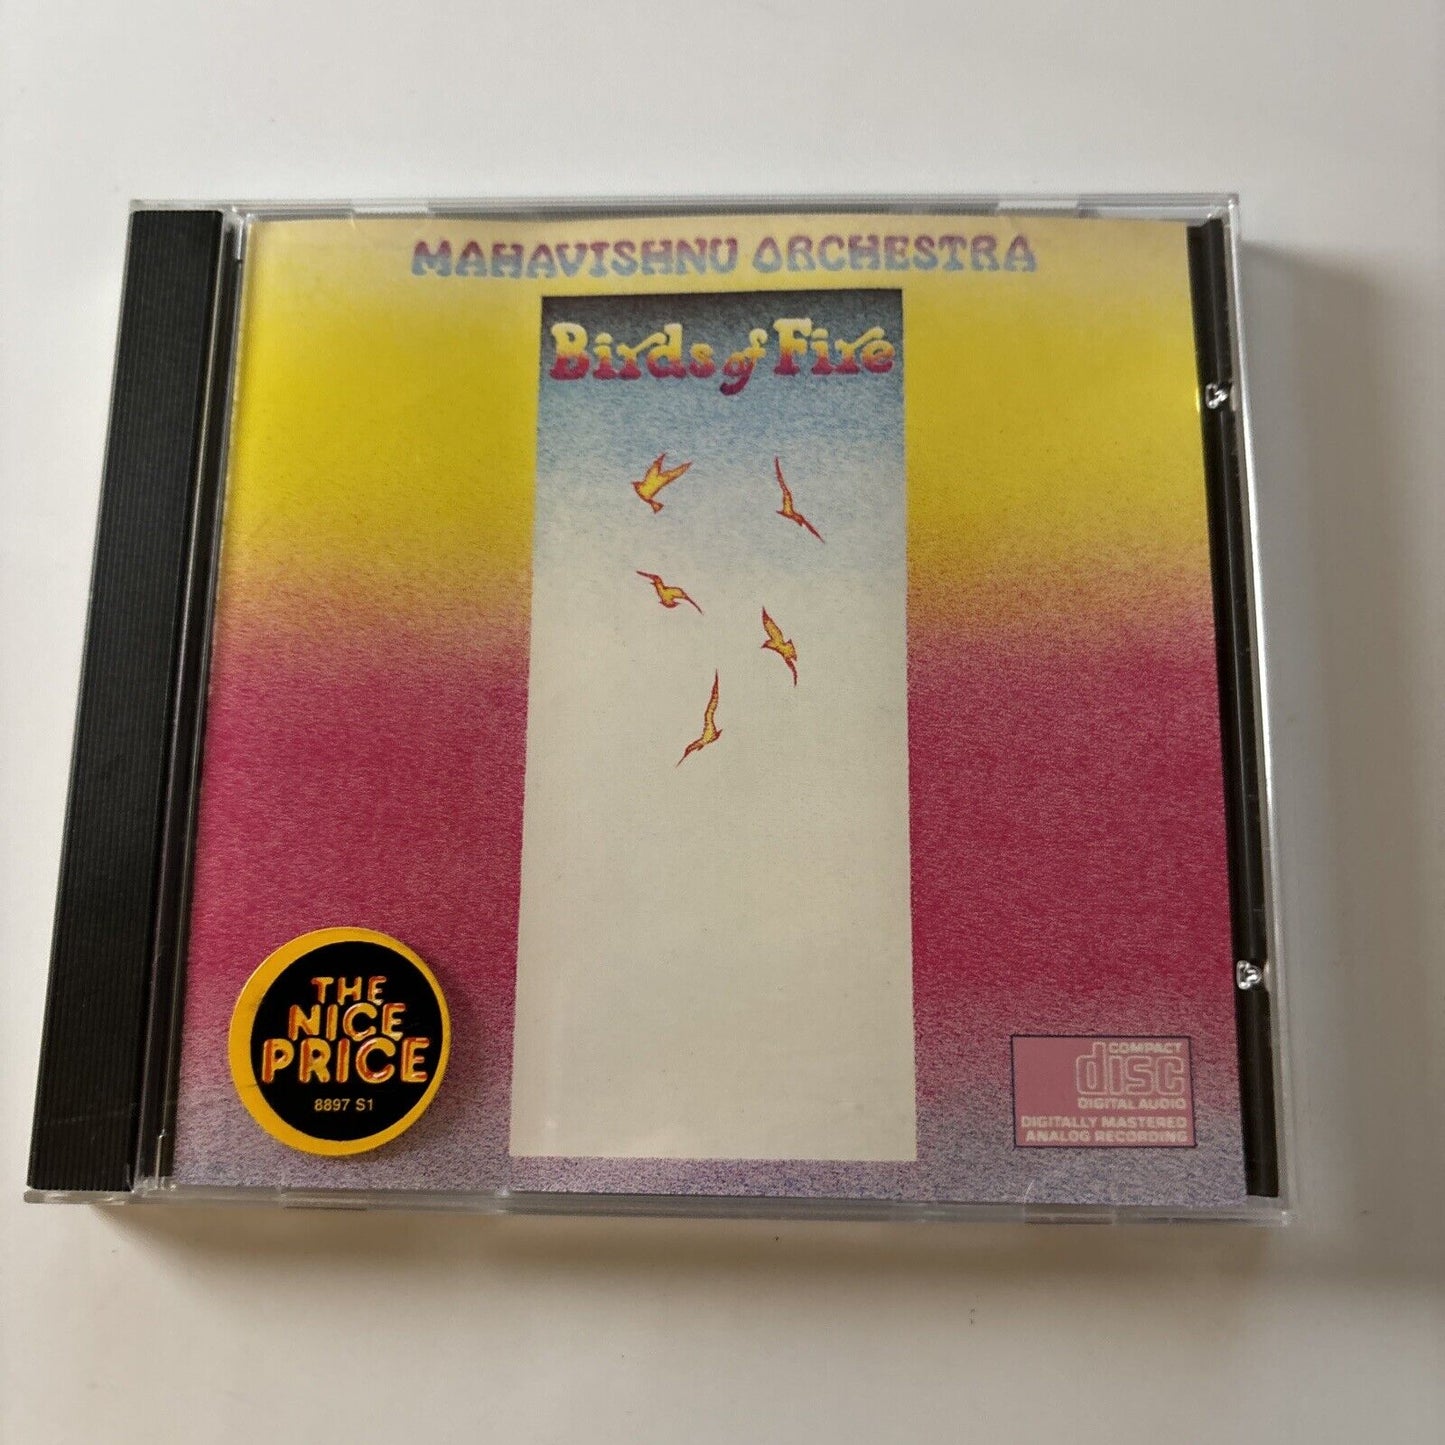 MAHAVISHNU ORCHESTRA
Birds of Fire
THE
NICE
PRICE
8897 S1
COMPACT
disc
DIGITAL AUDIO
DIGITALLY MASTERED
ANALOG RECORDING